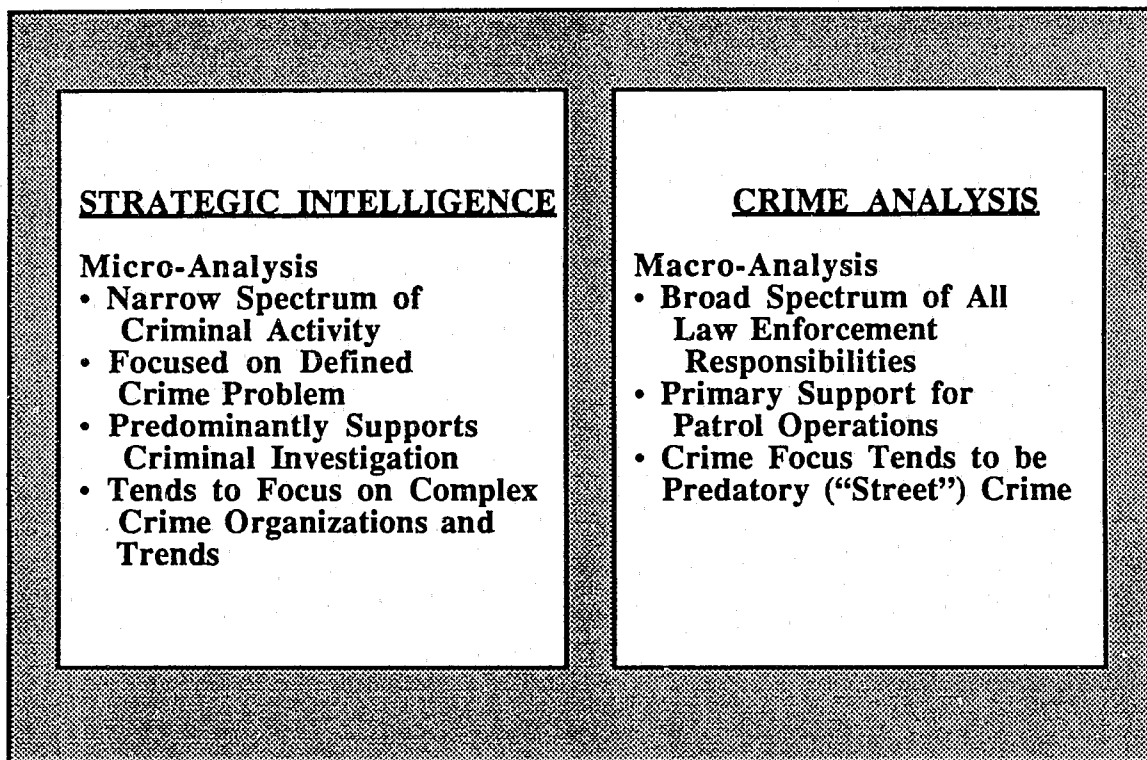 STRATEGIC INTELLIGENCE
Micro-Analysis
• Narrow Spectrum of
Criminal Activity
• Focused on Defined
Crime Problem
• Predominantly Supports
Criminal Investigation
• Tends to Focus on Complex
Crime Organizations and
Trends
CRIME ANALYSIS
Macro-Analysis
• Broad Spectrum of All
Law Enforcement
Responsibilities
• Primary Support for
Patrol Operations
• Crime Focus Tends to be
Predatory (“Street”) Crime